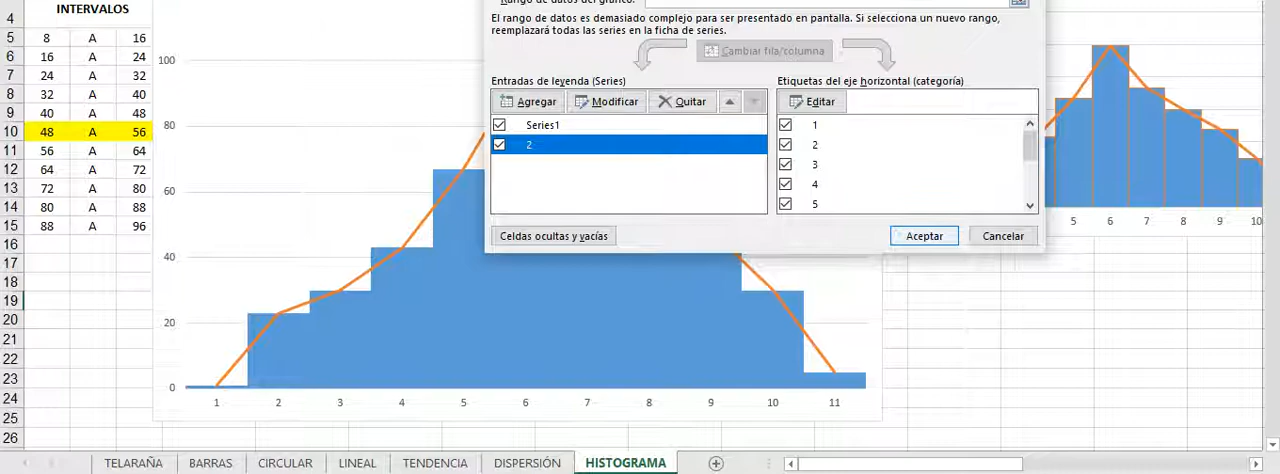 Rango de datos del gráfico:
El rango de datos es demasiado complejo para ser presentado en pantalla. Si selecciona un nuevo rango,
reemplazará todas las series en la ficha de series.
Cambiar fila/columna
Entradas de leyenda (Series)
Etiquetas del eje horizontal (categoría)
Agregar Modificar Quitar
Editar
Series1
2
1
2
3
4
5
Celdas ocultas y vacías
Aceptar Cancelar
INTERVALOS
4
5 8 A 16
6 16 A 24
7 24 A 32
8 32 A 40
9 40 A 48
10 48 A 56
11 56 A 64
12 64 A 72
13 72 A 80
14 80 A 88
15 88 A 96
16
17
18
19
20
21
22
23
24
25
26
100
80
60
40
20
0
1 2 3 4 5 6 7 8 9 10 11
5 6 7 8 9 10
TELARAÑA BARRAS CIRCULAR LINEAL TENDENCIA DISPERSIÓN HISTOGRAMA